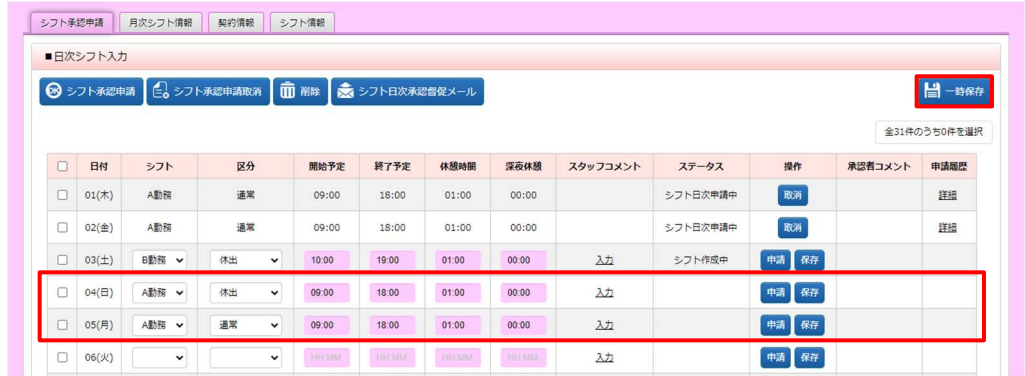 シフト承認申請 月次シフト情報 契約情報 シフト情報
■日次シフト入力
OK シフト承認申請 シフト承認申請取消 削除 シフト日次承認督促メール 一時保存
全31件のうち0件を選択
日付 シフト 区分 開始予定 終了予定 休憩時間 深夜休憩 スタッフコメント ステータス 操作 承認者コメント 申請履歴
01(木) A勤務 通常 09:00 18:00 01:00 00:00 シフト日次申請中 取消 詳細
02(金) A勤務 通常 09:00 18:00 01:00 00:00 シフト日次申請中 取消 詳細
03(土) B勤務 休出 10:00 19:00 01:00 00:00 入力 シフト作成中 申請 保存
04(日) A勤務 休出 09:00 18:00 01:00 00:00 入力 申請 保存
05(月) A勤務 通常 09:00 18:00 01:00 00:00 入力 申請 保存
06(火) HH:MM HH:MM HH:MM HH:MM 入力 申請 保存